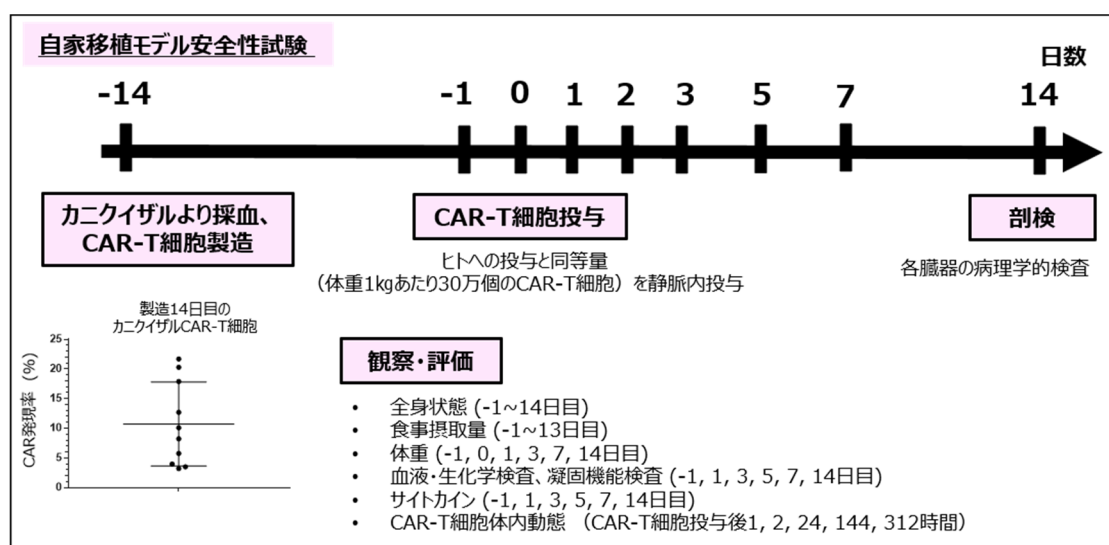 自家移植モデル安全性試験
日数
-14 -1 0 1 2 3 5 7 14
カニクイザルより採血、
CAR-T細胞製造
CAR-T細胞投与
ヒトへの投与と同等量
（体重1kgあたり30万個のCAR-T細胞）を静脈内投与
剖検
各臓器の病理学的検査
製造14日目の
カニクイザルCAR-T細胞
CAR発現率（%）
25
20
15
10
5
0
観察・評価
• 全身状態 (-1~14日目)
• 食事摂取量 (-1~13日目)
• 体重 (-1, 0, 1, 3, 7, 14日目)
• 血液・生化学検査、凝固機能検査 (-1, 1, 3, 5, 7, 14日目)
• サイトカイン (-1, 1, 3, 5, 7, 14日目)
• CAR-T細胞体内動態 （CAR-T細胞投与後1, 2, 24, 144, 312時間）